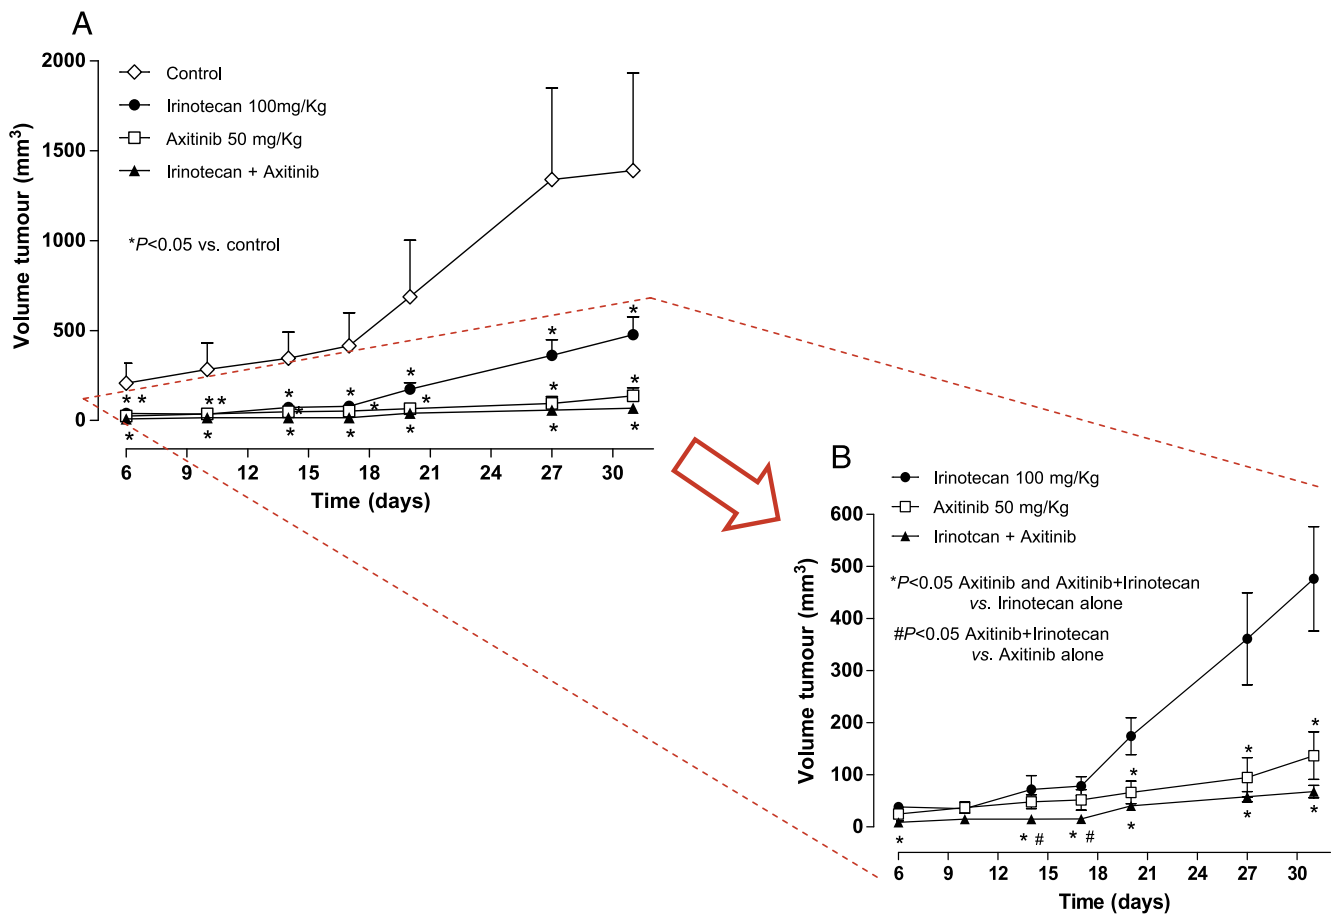 A
2000
1500
1000
500
0
Volume tumour (mm³)
Control
Irinotecan 100mg/Kg
Axitinib 50 mg/Kg
Irinotecan + Axitinib
*P<0.05 vs. control
* * * * * * * * *
* * * * *
* * * * * * *
6 9 12 15 18 21 24 27 30
Time (days)
B
Irinotecan 100 mg/Kg
Axitinib 50 mg/Kg
Irinotcan + Axitinib
*P<0.05 Axitinib and Axitinib+Irinotecan
vs. Irinotecan alone
#P<0.05 Axitinib+Irinotecan
vs. Axitinib alone
600
500
400
300
200
100
0
Volume tumour (mm³)
* * *
* * # * # * * *
6 9 12 15 18 21 24 27 30
Time (days)